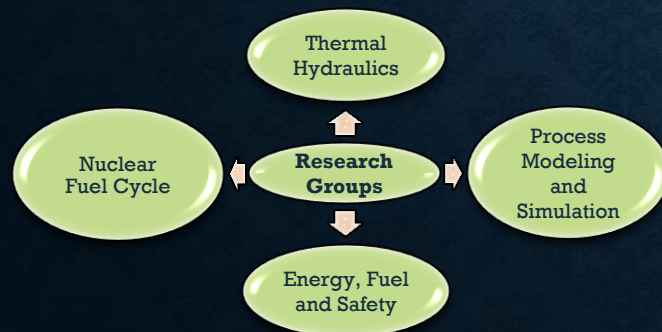 Thermal
Hydraulics
Nuclear
Fuel Cycle
Research
Groups
Process
Modeling
and
Simulation
Energy, Fuel
and Safety